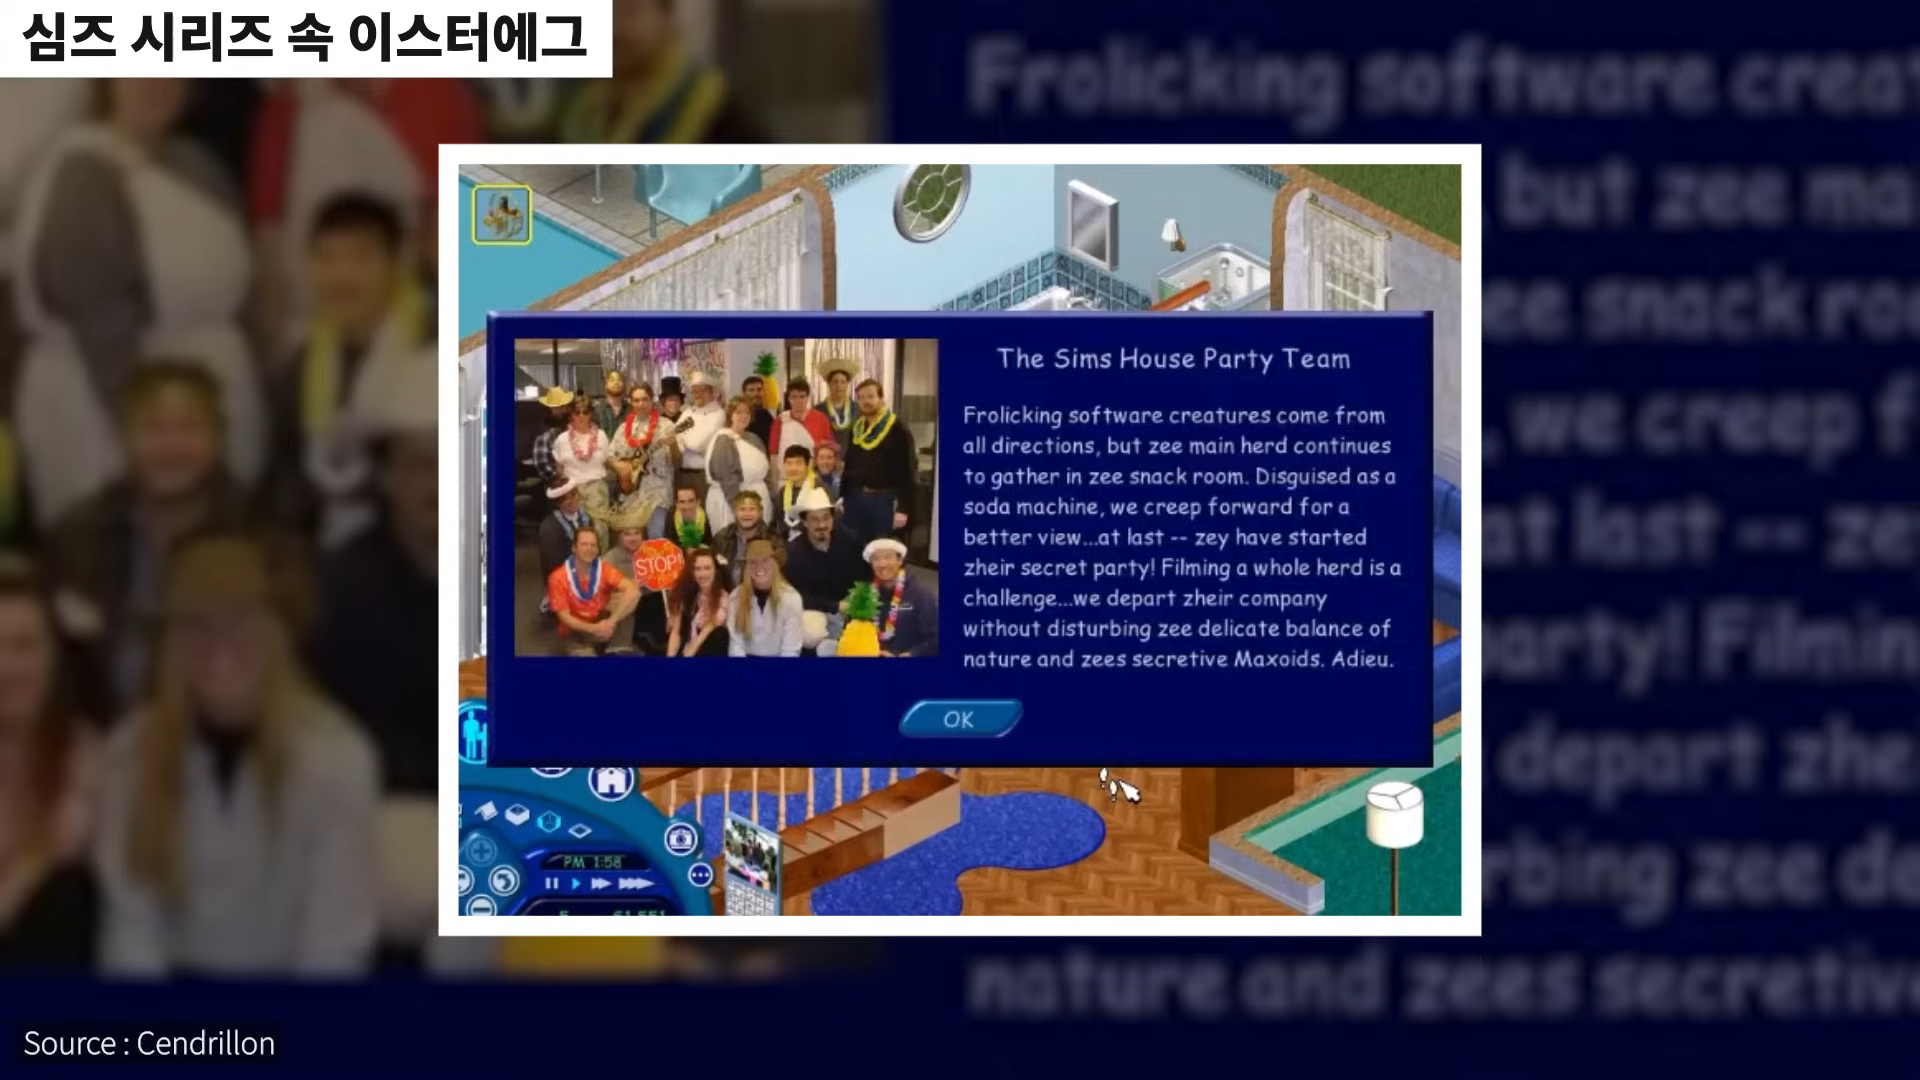 심즈 시리즈 속 이스터에그
The Sims House Party Team
Frolicking software creatures come from
all directions, but zee main herd continues
to gather in zee snack room. Disguised as a
soda machine, we creep forward for a
better view...at last -- zey have started
zheir secret party! Filming a whole herd is a
challenge...we depart zheir company
without disturbing zee delicate balance of
nature and zees secretive Maxoids. Adieu.
STOP!
OK
PM 1:58
Source : Cendrillon